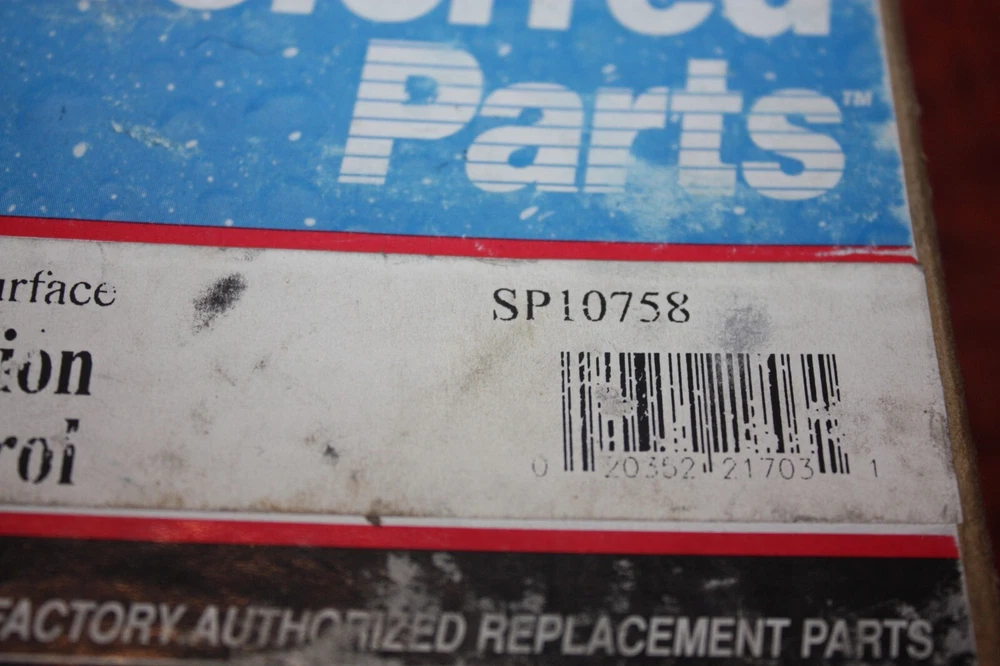 Parts™
urface
SP10758
ion
rol
0 20352 21703 1
FACTORY AUTHORIZED REPLACEMENT PARTS